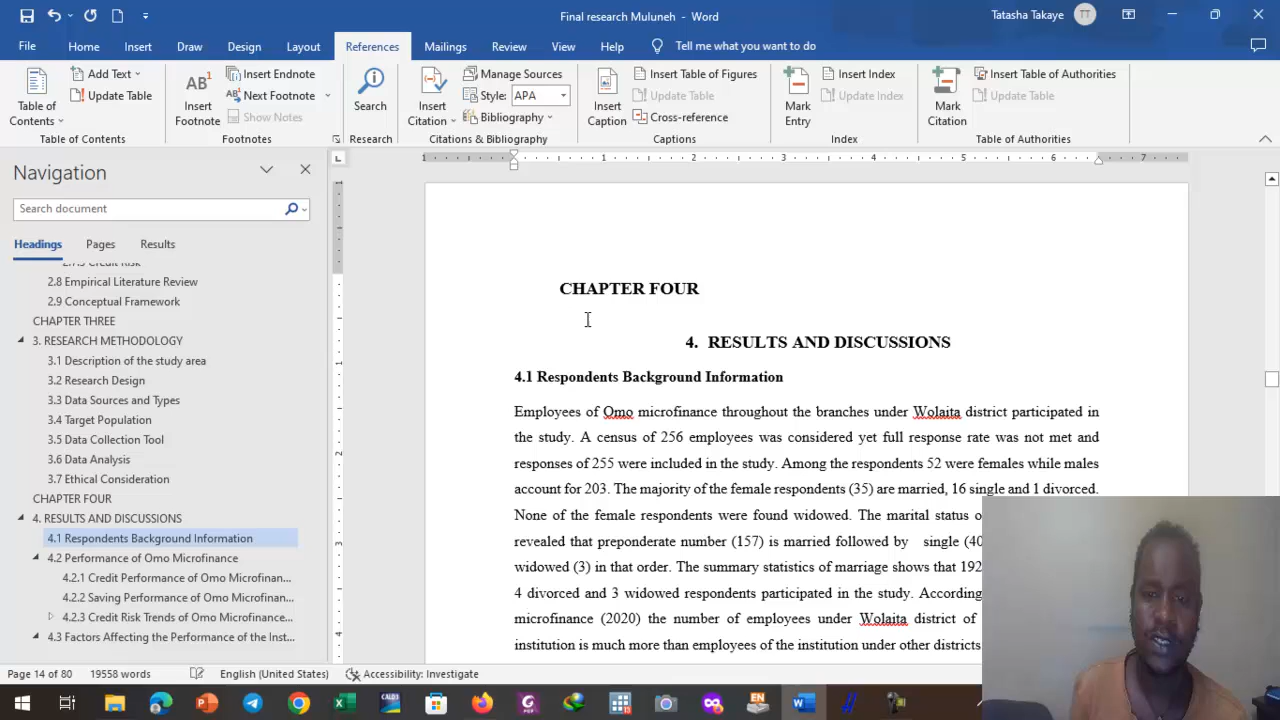 Final research Muluneh - Word
Tatasha Takaye TT
File Home Insert Draw Design Layout References Mailings Review View Help Tell me what you want to do
Table of Contents
Add Text
Update Table
Table of Contents
AB1
Insert Footnote
Insert Endnote
Next Footnote
Show Notes
Footnotes
Search
Research
Insert Citation
Manage Sources
Style: APA
Bibliography
Citations & Bibliography
Insert Caption
Insert Table of Figures
Update Table
Cross-reference
Captions
Mark Entry
Insert Index
Update Index
Index
Mark Citation
Insert Table of Authorities
Update Table
Table of Authorities
Navigation
Search document
Headings Pages Results
2.8 Empirical Literature Review
2.9 Conceptual Framework
CHAPTER THREE
3. RESEARCH METHODOLOGY
3.1 Description of the study area
3.2 Research Design
3.3 Data Sources and Types
3.4 Target Population
3.5 Data Collection Tool
3.6 Data Analysis
3.7 Ethical Consideration
CHAPTER FOUR
4. RESULTS AND DISCUSSIONS
4.1 Respondents Background Information
4.2 Performance of Omo Microfinance
4.2.1 Credit Performance of Omo Microfinan...
4.2.2 Saving Performance of Omo Microfinan...
4.2.3 Credit Risk Trends of Omo Microfinance...
4.3 Factors Affecting the Performance of the Inst...
1 1 2 3 4 5 6 7
CHAPTER FOUR
4. RESULTS AND DISCUSSIONS
4.1 Respondents Background Information
Employees of Omo microfinance throughout the branches under Wolaita district participated in
the study. A census of 256 employees was considered yet full response rate was not met and
responses of 255 were included in the study. Among the respondents 52 were females while males
account for 203. The majority of the female respondents (35) are married, 16 single and 1 divorced.
None of the female respondents were found widowed. The marital status o
revealed that preponderate number (157) is married followed by single (40
widowed (3) in that order. The summary statistics of marriage shows that 192
4 divorced and 3 widowed respondents participated in the study. According
microfinance (2020) the number of employees under Wolaita district of
institution is much more than employees of the institution under other districts
Page 14 of 80 19558 words English (United States) Accessibility: Investigate